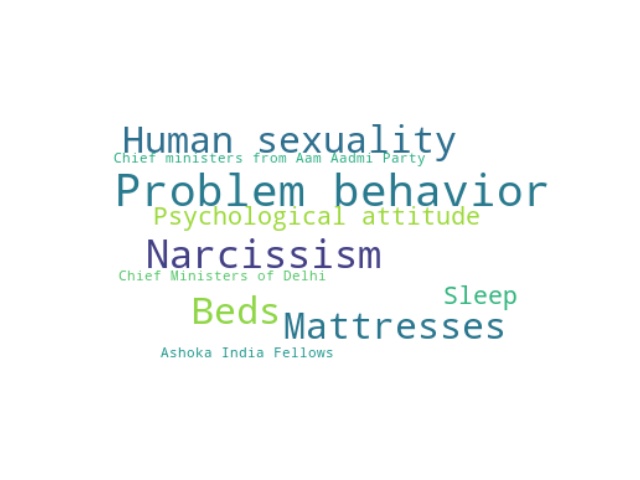 Human sexuality
Chief ministers from Aam Aadmi Party
Problem behavior
Psychological attitude
Narcissism
Chief Ministers of Delhi
Sleep
Beds
Mattresses
Ashoka India Fellows